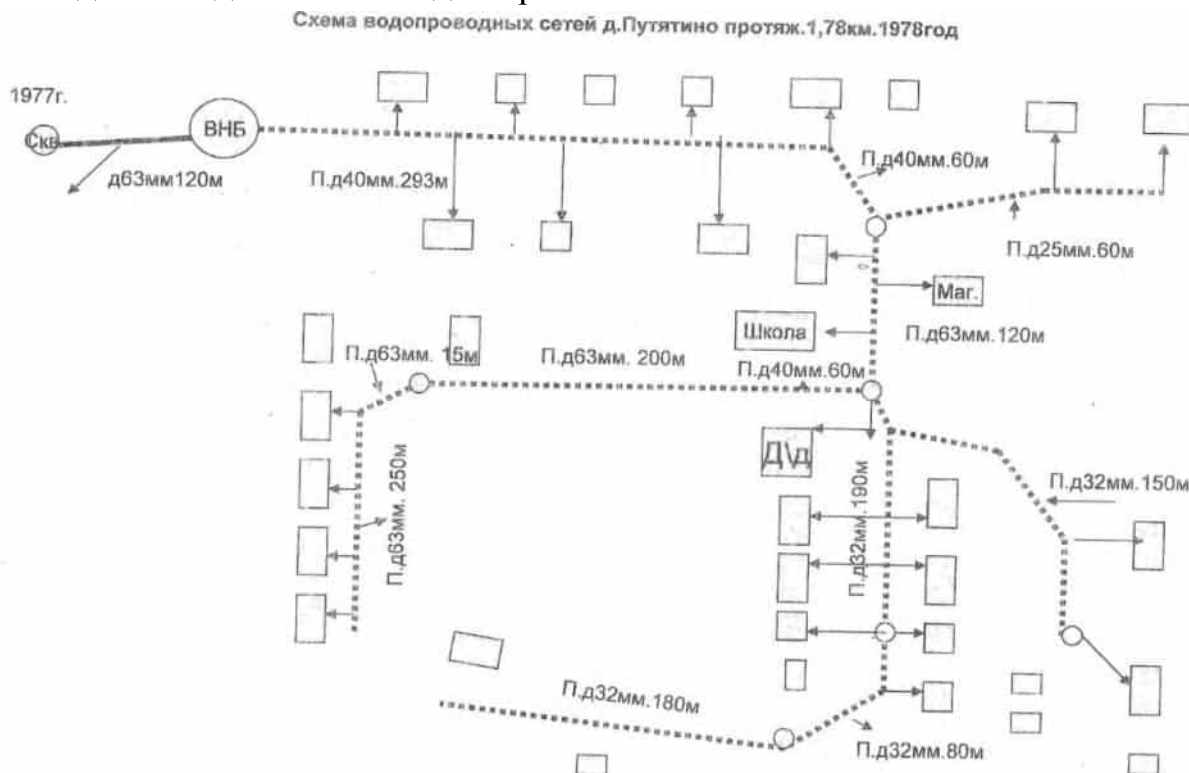 Схема водопроводных сетей д.Путятино протяж.1,78км.1978год
1977г.
Скв
ВНБ
д63мм120м
П.д40мм.293м
П.д40мм.60м
П.д25мм.60м
Маг.
Школа
П.д63мм.120м
П.д63мм. 15м
П.д63мм. 200м
П.д40мм.60м
Д\д
П.д63мм. 250м
П.д32мм.190м
П.д32мм.150м
П.д32мм.180м
П.д32мм.80м